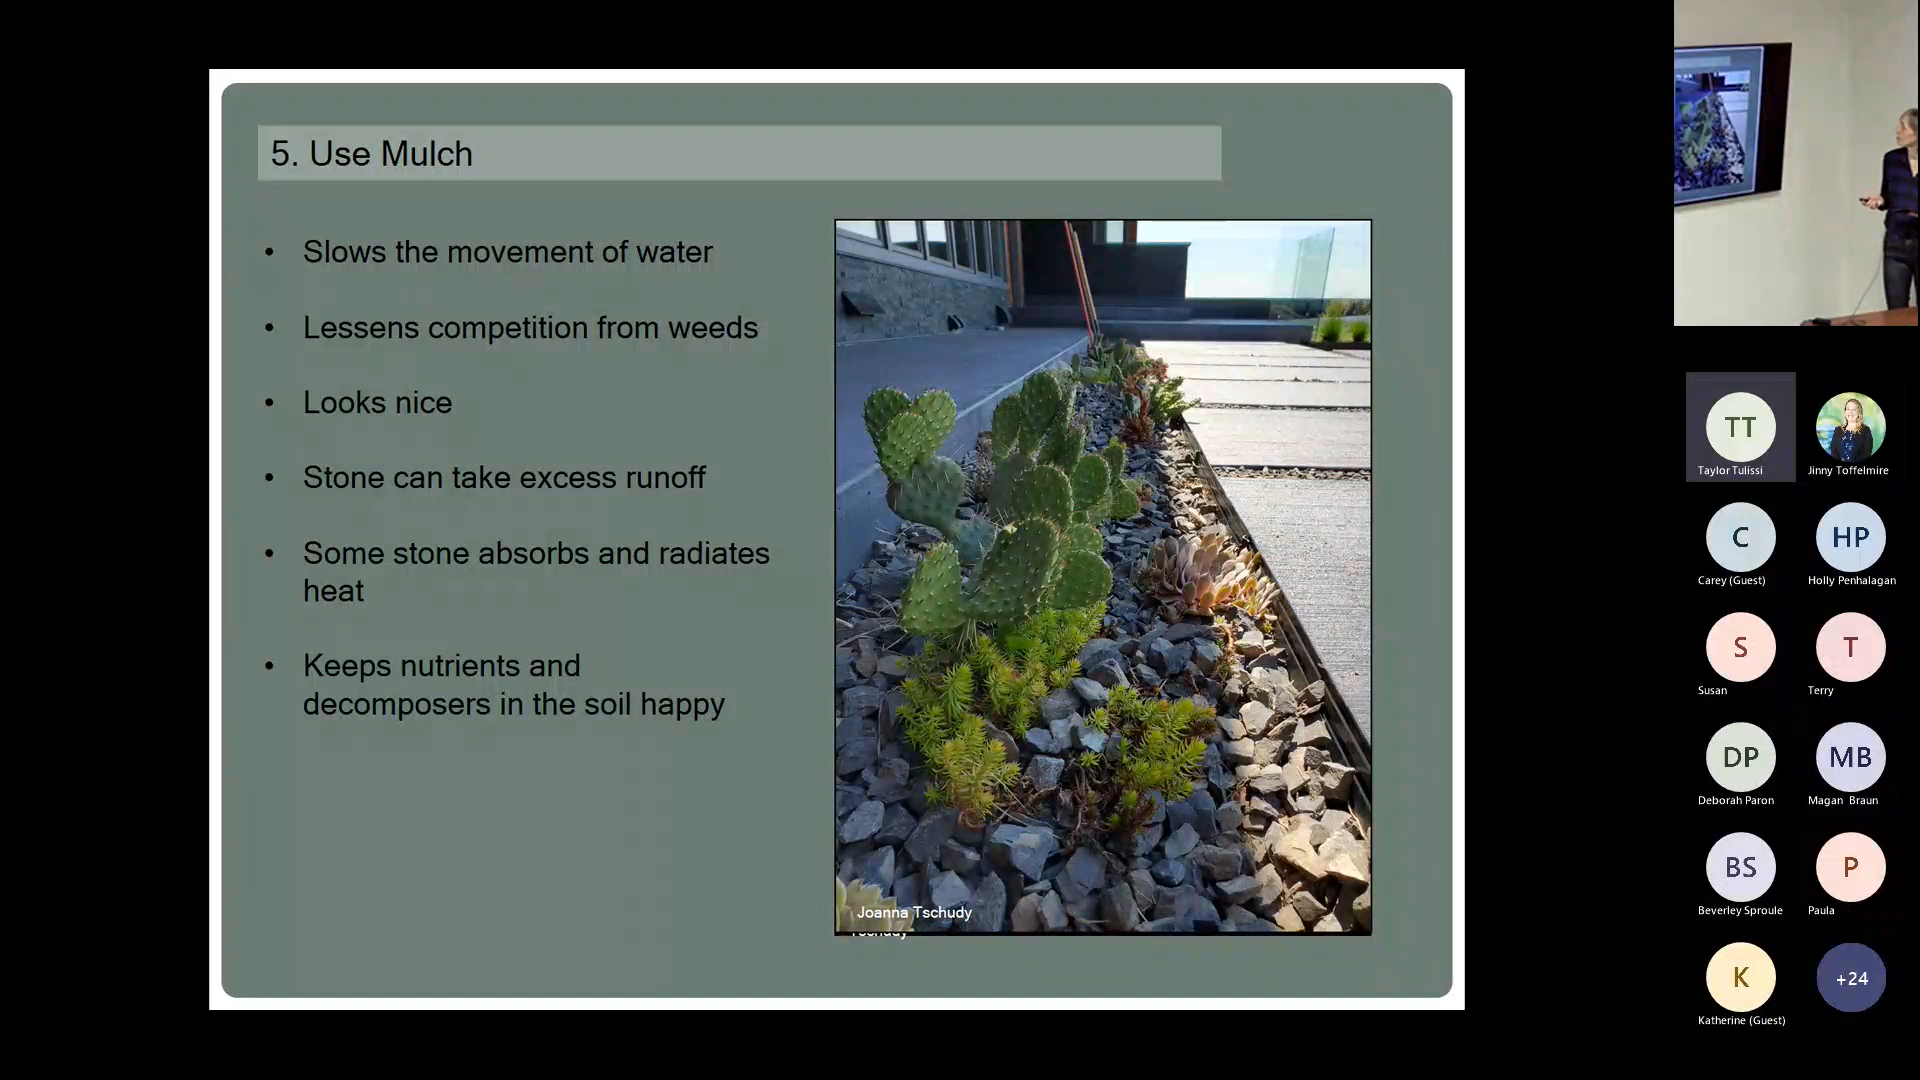 5. Use Mulch
• Slows the movement of water
• Lessens competition from weeds
• Looks nice
• Stone can take excess runoff
• Some stone absorbs and radiates
heat
• Keeps nutrients and
decomposers in the soil happy
Joanna Tschudy
Tschudy
TT
Taylor Tulissi
Jinny Toffelmire
C
Carey (Guest)
HP
Holly Penhalagan
S
Susan
T
Terry
DP
Deborah Paron
MB
Magan Braun
BS
Beverley Sproule
P
Paula
K
Katherine (Guest)
+24